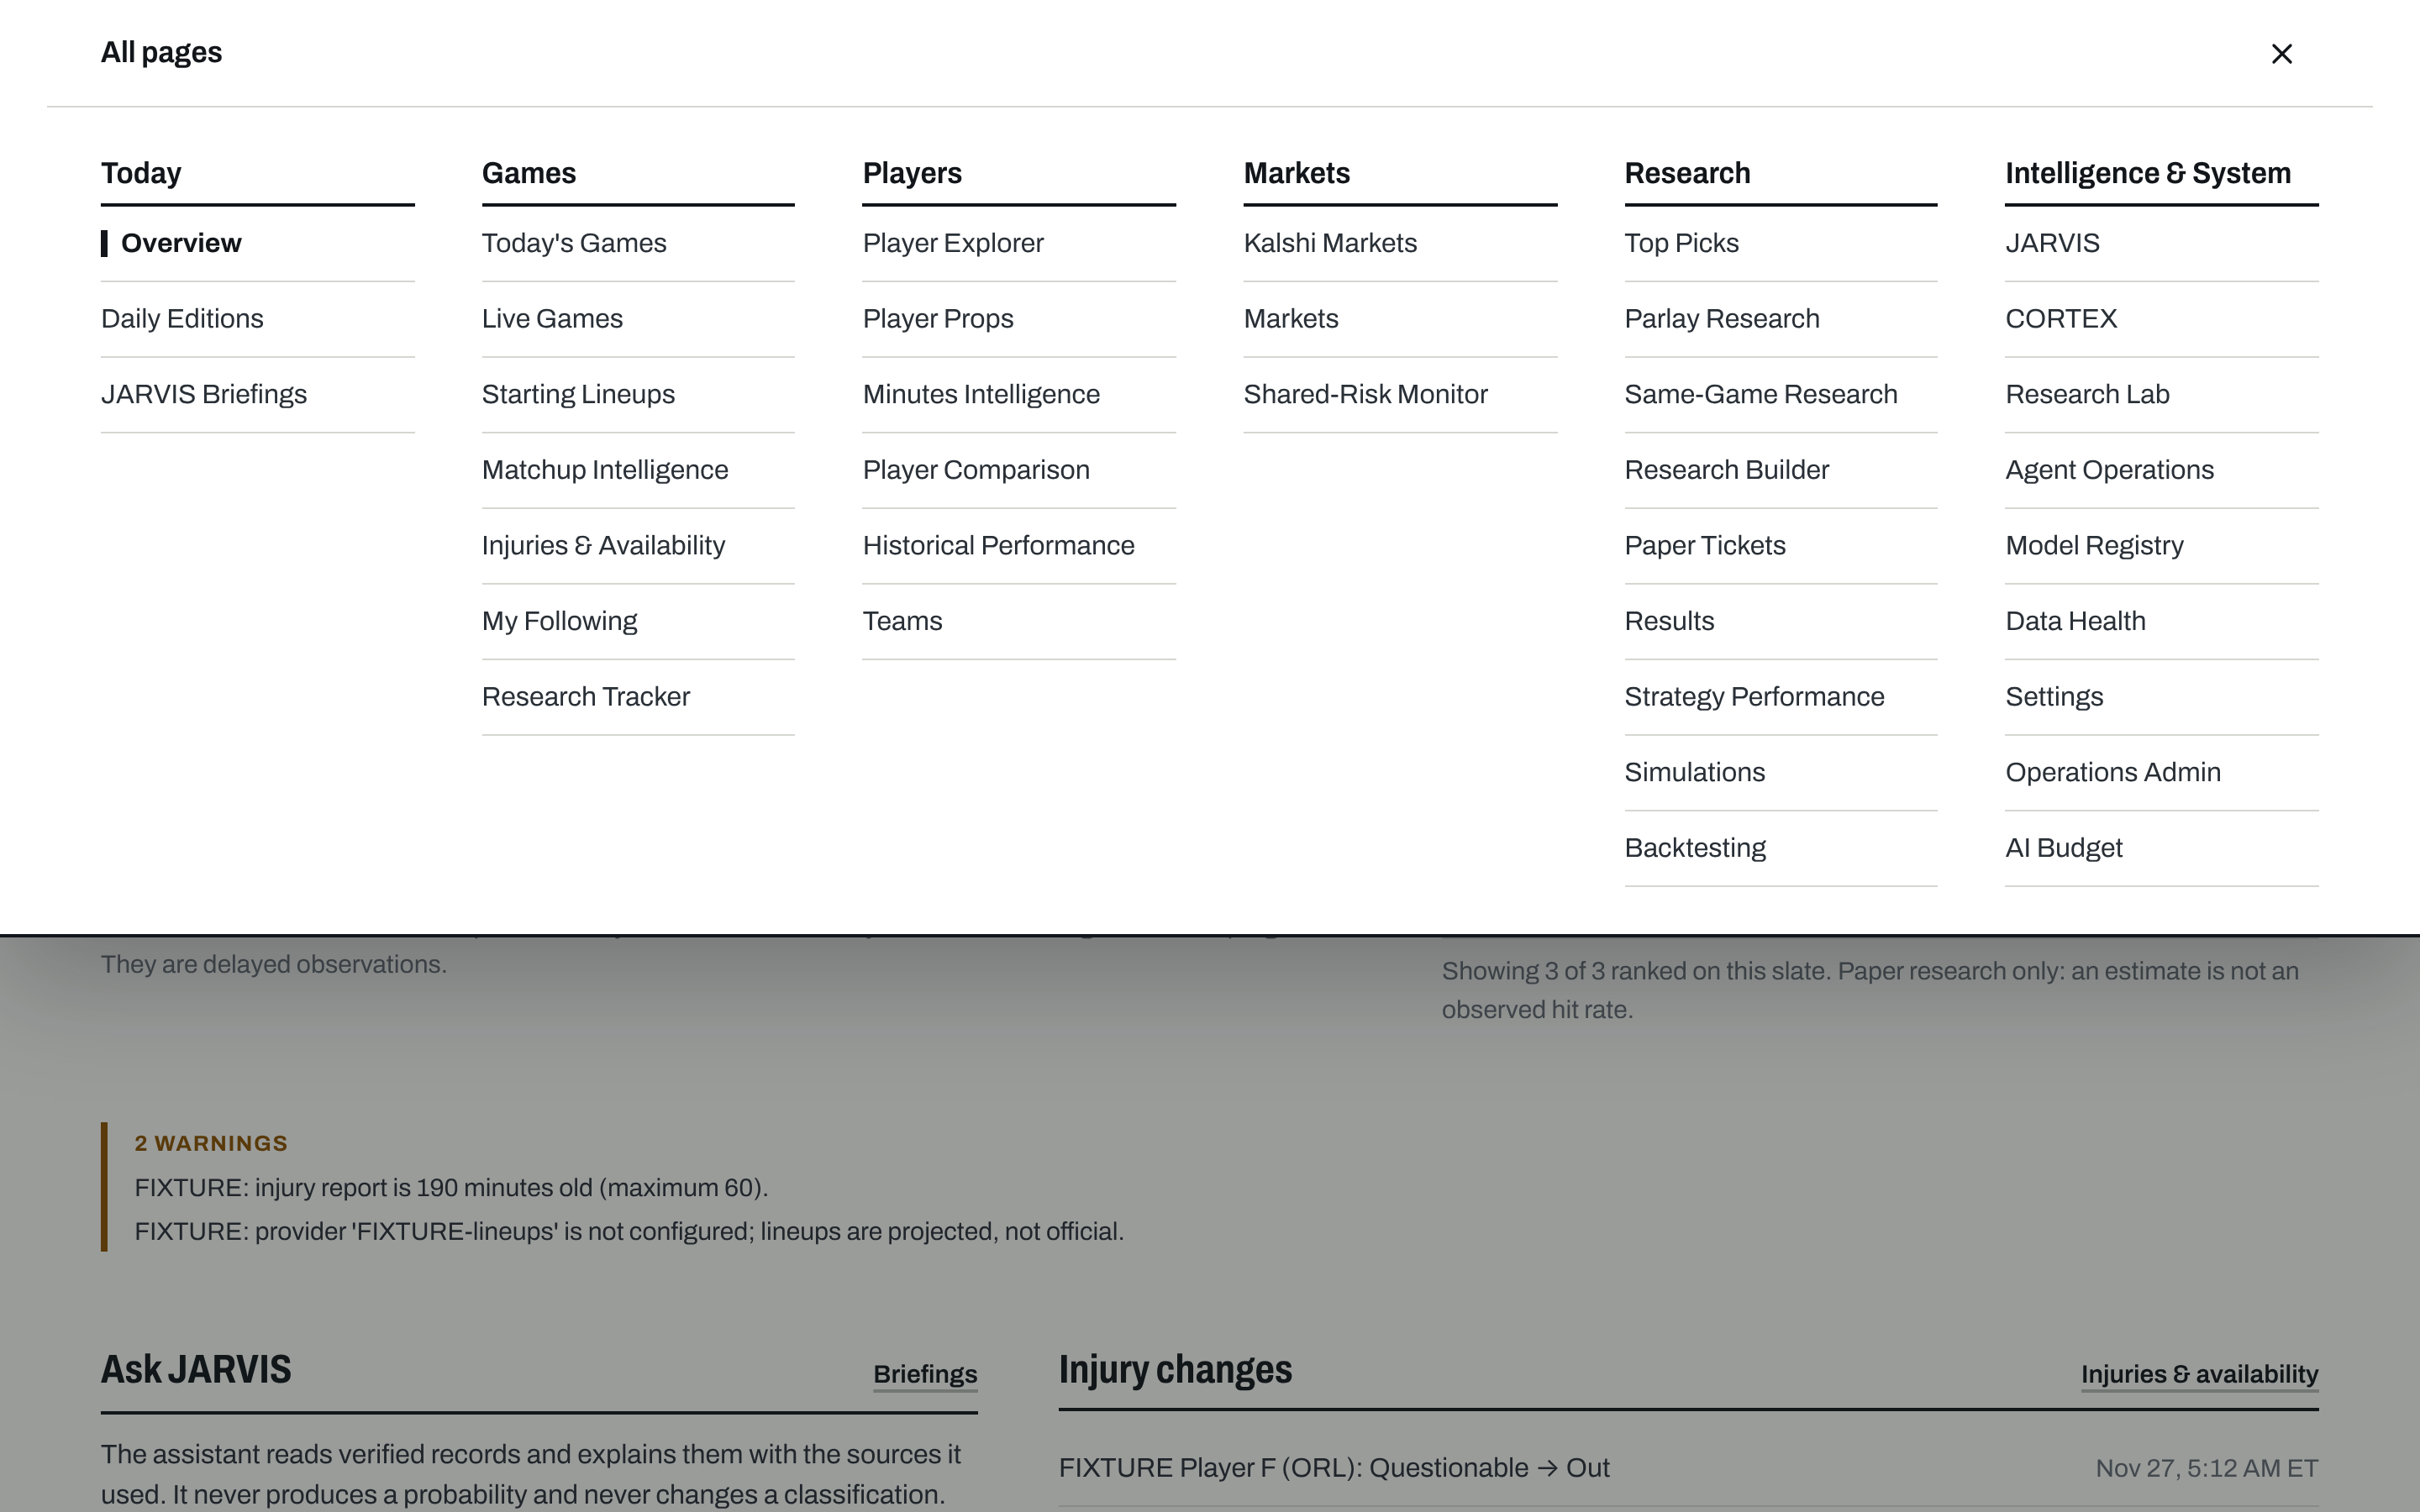 All pages
Today
Overview
Daily Editions
JARVIS Briefings
Games
Today's Games
Live Games
Starting Lineups
Matchup Intelligence
Injuries & Availability
My Following
Research Tracker
Players
Player Explorer
Player Props
Minutes Intelligence
Player Comparison
Historical Performance
Teams
Markets
Kalshi Markets
Markets
Shared-Risk Monitor
Research
Top Picks
Parlay Research
Same-Game Research
Research Builder
Paper Tickets
Results
Strategy Performance
Simulations
Backtesting
Intelligence & System
JARVIS
CORTEX
Research Lab
Agent Operations
Model Registry
Data Health
Settings
Operations Admin
AI Budget
They are delayed observations.
Showing 3 of 3 ranked on this slate. Paper research only: an estimate is not an
observed hit rate.
2 WARNINGS
FIXTURE: injury report is 190 minutes old (maximum 60).
FIXTURE: provider 'FIXTURE-lineups' is not configured; lineups are projected, not official.
Ask JARVIS
Briefings
The assistant reads verified records and explains them with the sources it
used. It never produces a probability and never changes a classification.
Injury changes
Injuries & availability
FIXTURE Player F (ORL): Questionable → Out
Nov 27, 5:12 AM ET